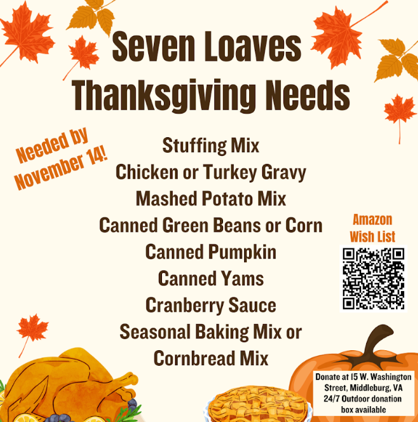 Seven Loaves
Thanksgiving Needs
Needed by
November 14!
Stuffing Mix
Chicken or Turkey Gravy
Mashed Potato Mix
Canned Green Beans or Corn
Canned Pumpkin
Canned Yams
Cranberry Sauce
Seasonal Baking Mix or
Cornbread Mix
Amazon
Wish List
Donate at 15 W. Washington
Street, Middleburg, VA
24/7 Outdoor donation
box available